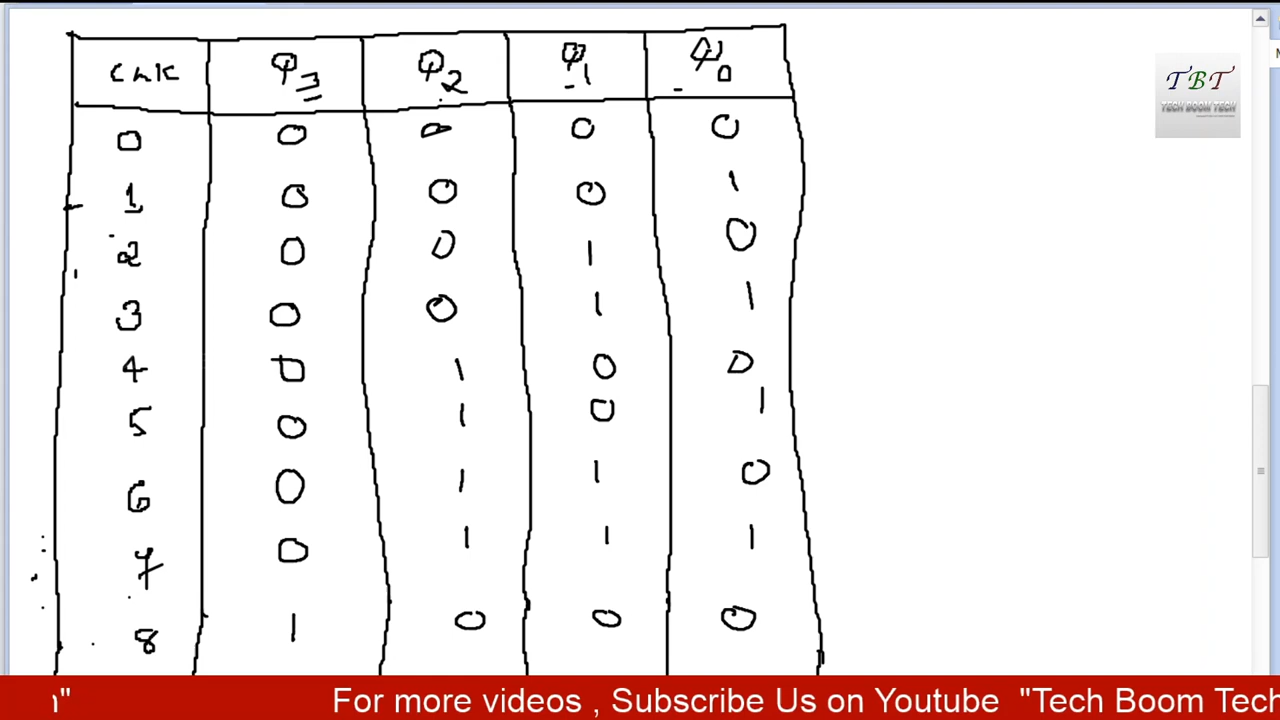 CLK Q3 Q2 Q1 Q0
0 0 0 0 0
1 0 0 0 1
2 0 0 1 0
3 0 0 1 1
4 0 1 0 0
5 0 1 0 1
6 0 1 1 0
7 0 1 1 1
8 1 0 0 0
TBT
TECH BOOM TECH
" For more videos , Subscribe Us on Youtube "Tech Boom Tech